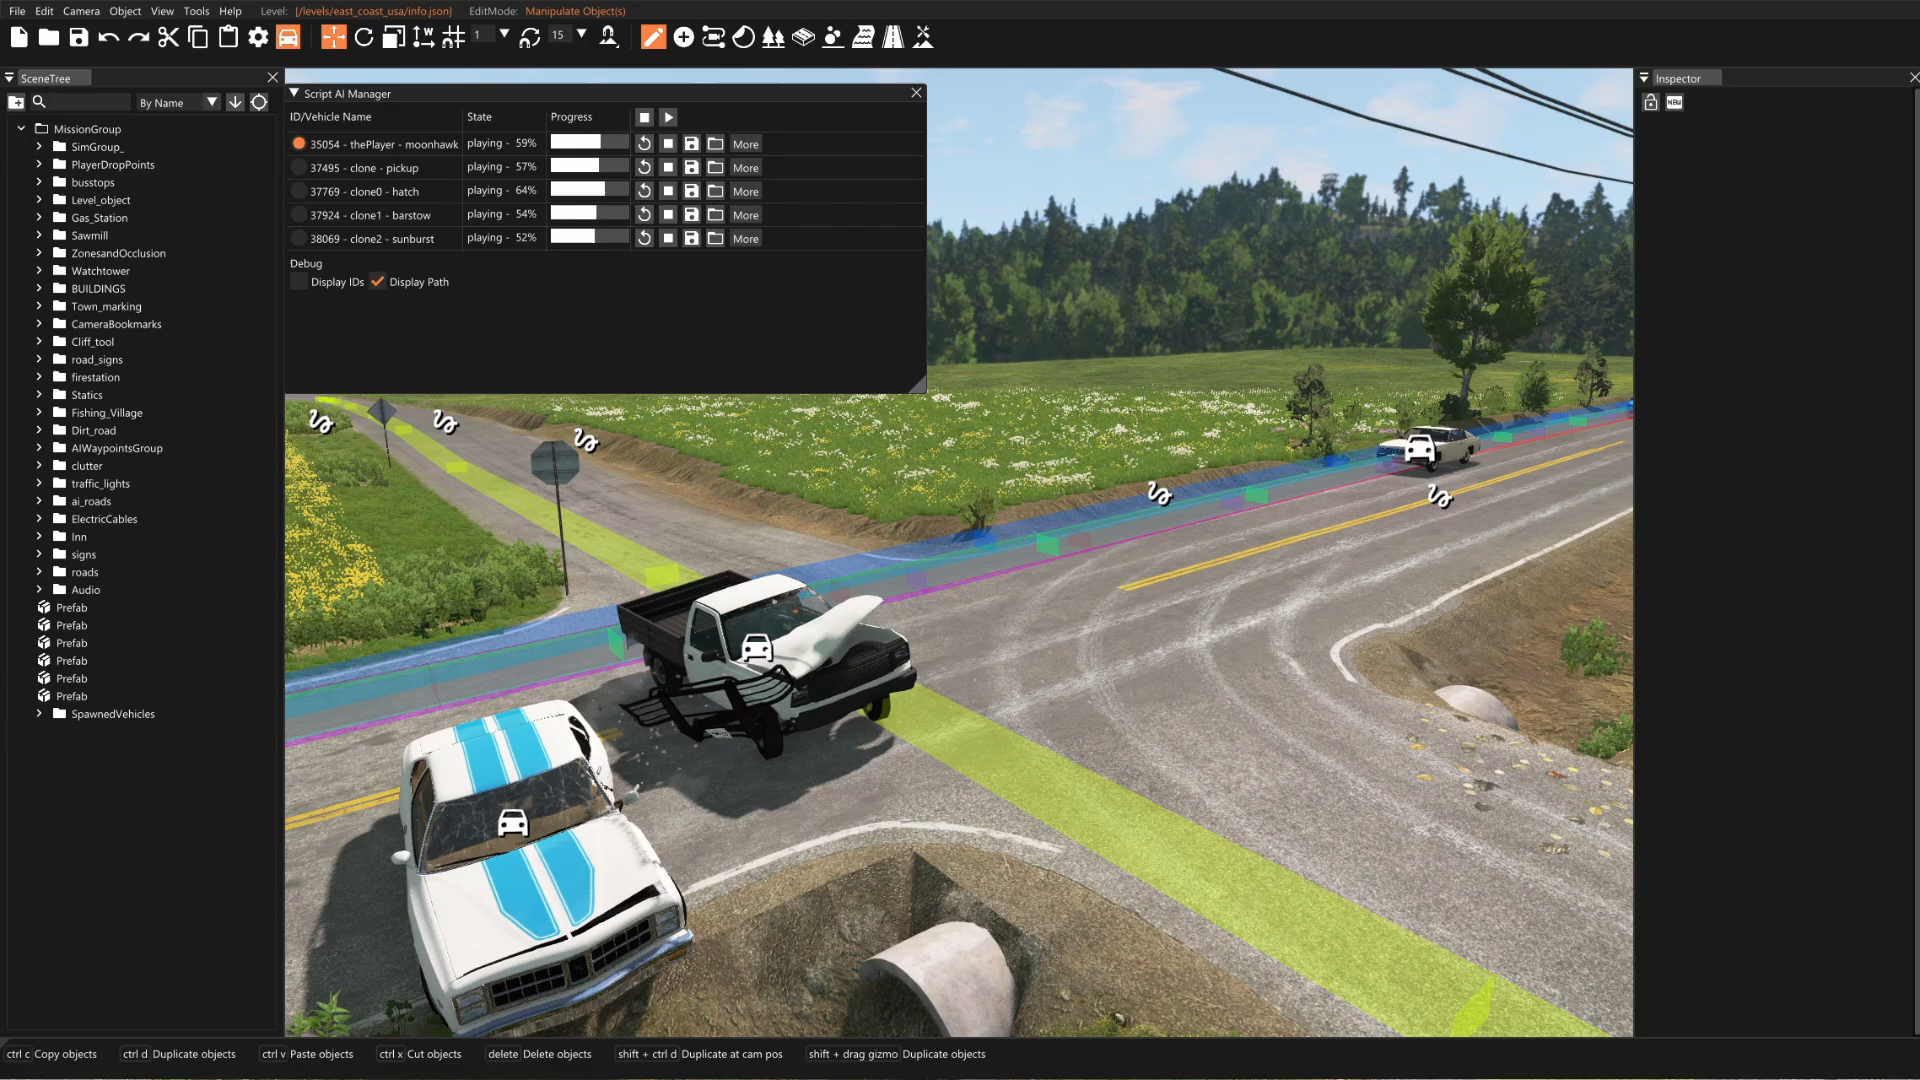 File Edit Camera Object View Tools Help Level: [/levels/east_coast_usa/info.json] EditMode: Manipulate Object(s)
W 1 15
SceneTree
Inspector
By Name
NEW
Script AI Manager
ID/Vehicle Name State Progress
35054 - thePlayer - moonhawk playing - 59% More
37495 - clone - pickup playing - 57% More
37769 - clone0 - hatch playing - 64% More
37924 - clone1 - barstow playing - 54% More
38069 - clone2 - sunburst playing - 52% More
Debug
Display IDs Display Path
MissionGroup
SimGroup_
PlayerDropPoints
busstops
Level_object
Gas_Station
Sawmill
ZonesandOcclusion
Watchtower
BUILDINGS
Town_marking
CameraBookmarks
Cliff_tool
road_signs
firestation
Statics
Fishing_Village
Dirt_road
AIWaypointsGroup
clutter
traffic_lights
ai_roads
ElectricCables
Inn
signs
roads
Audio
Prefab
Prefab
Prefab
Prefab
Prefab
Prefab
SpawnedVehicles
ctrl c Copy objects ctrl d Duplicate objects ctrl v Paste objects ctrl x Cut objects delete Delete objects shift + ctrl d Duplicate at cam pos shift + drag gizmo Duplicate objects